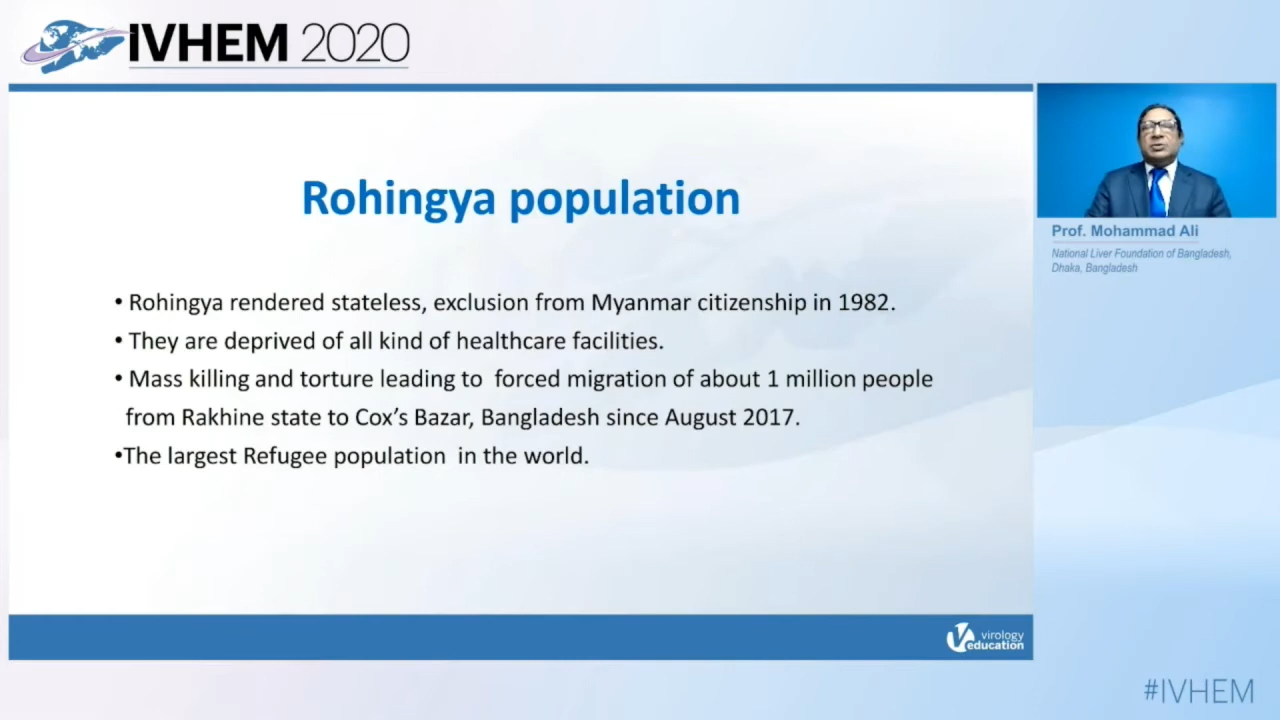 IVHEM 2020
Rohingya population
• Rohingya rendered stateless, exclusion from Myanmar citizenship in 1982.
• They are deprived of all kind of healthcare facilities.
• Mass killing and torture leading to forced migration of about 1 million people
from Rakhine state to Cox's Bazar, Bangladesh since August 2017.
•The largest Refugee population in the world.
Prof. Mohammad Ali
National Liver Foundation of Bangladesh,
Dhaka, Bangladesh
virology
education
#IVHEM